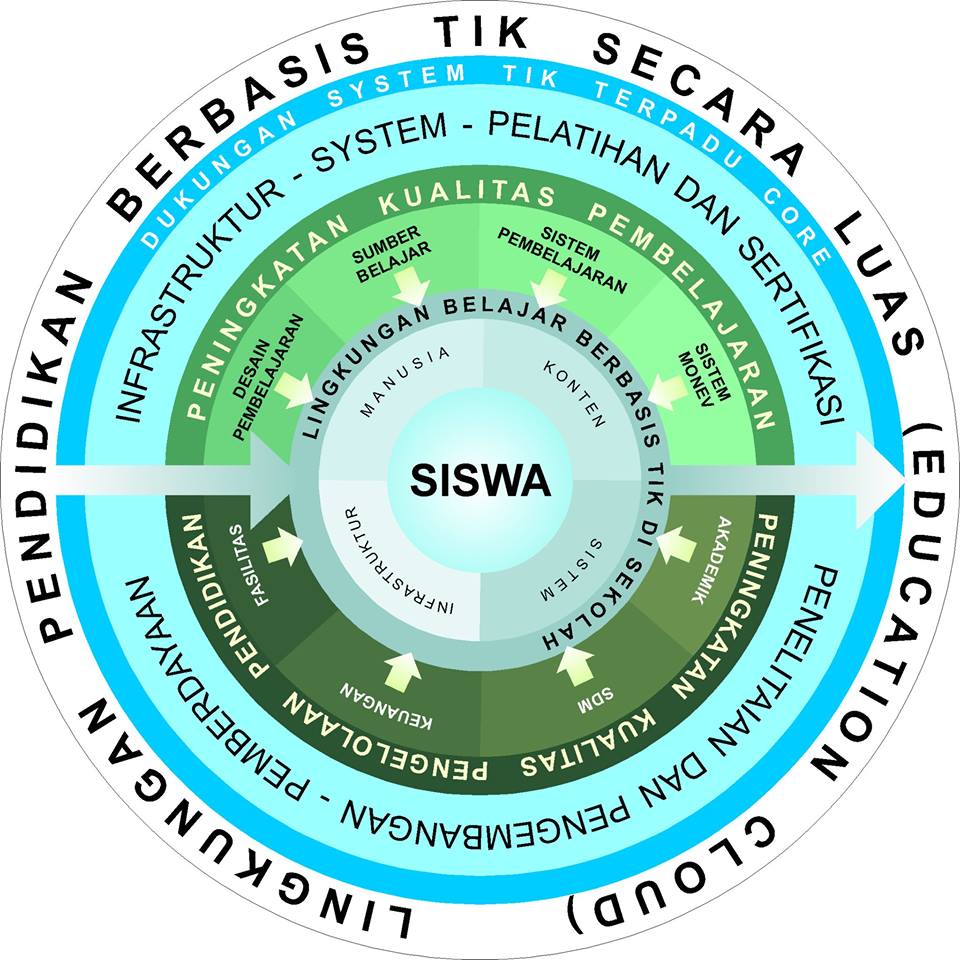 LINGKUNGAN PENDIDIKAN BERBASIS TIK SECARA LUAS (EDUCATION CLOUD)
DUKUNGAN SYSTEM TIK TERPADU CORE
INFRASTRUKTUR - SYSTEM - PELATIHAN DAN SERTIFIKASI
PENELITAIAN DAN PENGEMBANGAN - PEMBERDAYAAN
PENINGKATAN KUALITAS PEMBELAJARAN
DESAIN
PEMBELAJARAN
SUMBER
BELAJAR
SISTEM
PEMBELAJARAN
SISTEM
MONEV
PENINGKATAN KUALITAS PENGELOLAAN PENDIDIKAN
AKADEMIK
SDM
KEUANGAN
FASILITAS
LINGKUNGAN BELAJAR BERBASIS TIK DI SEKOLAH
MANUSIA
KONTEN
SISTEM
INFRASTRUKTUR
SISWA